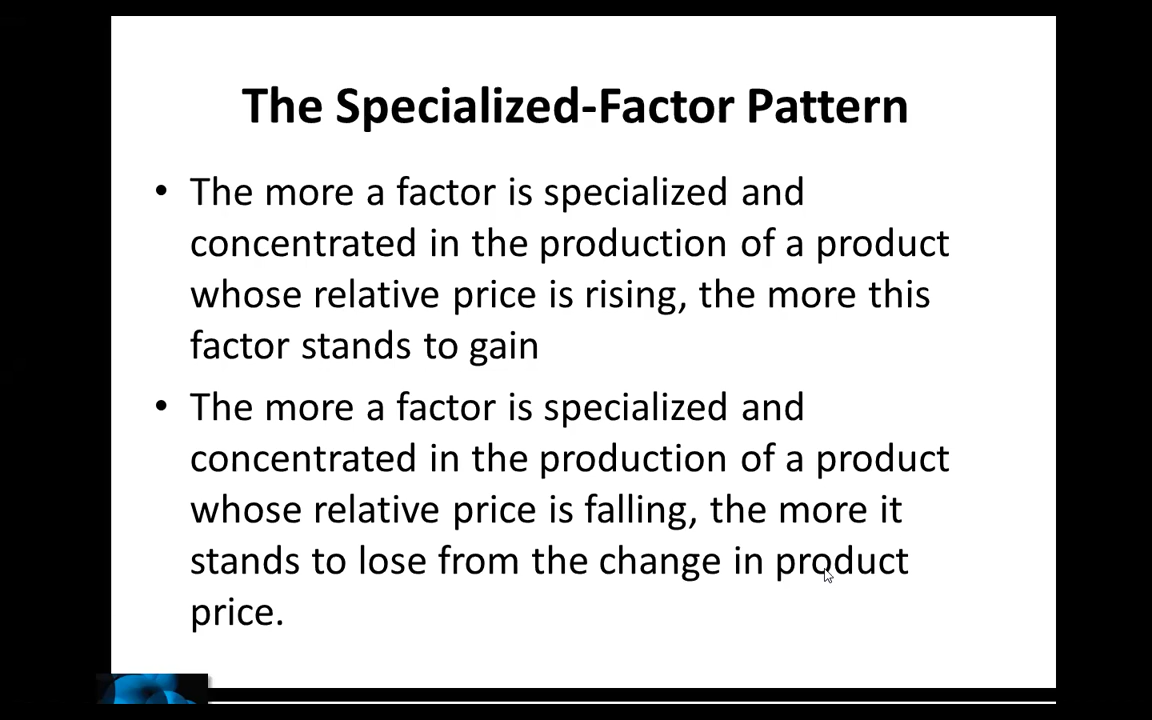 The Specialized-Factor Pattern
• The more a factor is specialized and
concentrated in the production of a product
whose relative price is rising, the more this
factor stands to gain
• The more a factor is specialized and
concentrated in the production of a product
whose relative price is falling, the more it
stands to lose from the change in product
price.